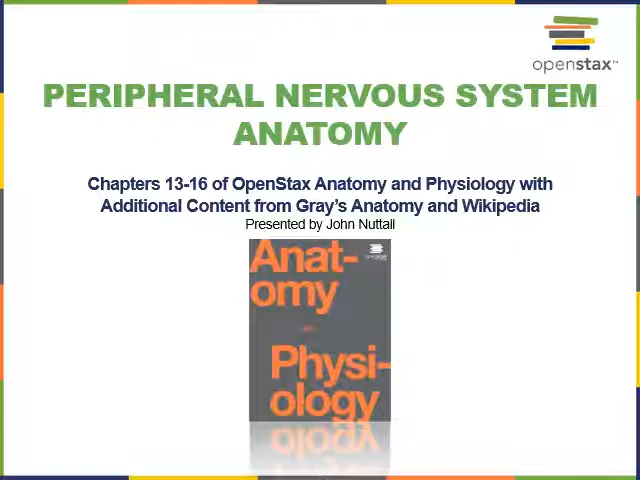 openstax™
PERIPHERAL NERVOUS SYSTEM
ANATOMY
Chapters 13-16 of OpenStax Anatomy and Physiology with
Additional Content from Gray's Anatomy and Wikipedia
Presented by John Nuttall
Anat-
omy
Physi-
ology